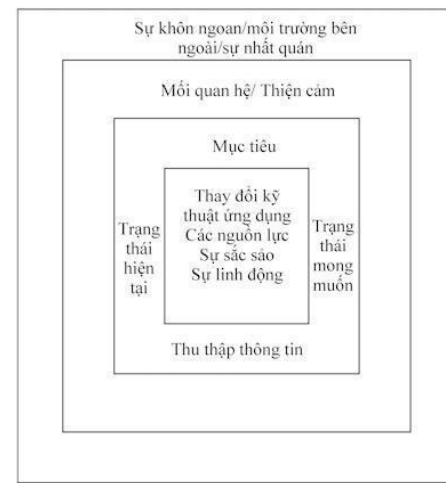 Sự khôn ngoan/môi trường bên
ngoài/sự nhất quán
Mối quan hệ/ Thiện cảm
Mục tiêu
Thay đổi kỹ
thuật ứng dụng
Các nguồn lực
Sự sắc sảo
Sự linh động
Trạng
thái
hiện
tại
Trạng
thái
mong
muốn
Thu thập thông tin